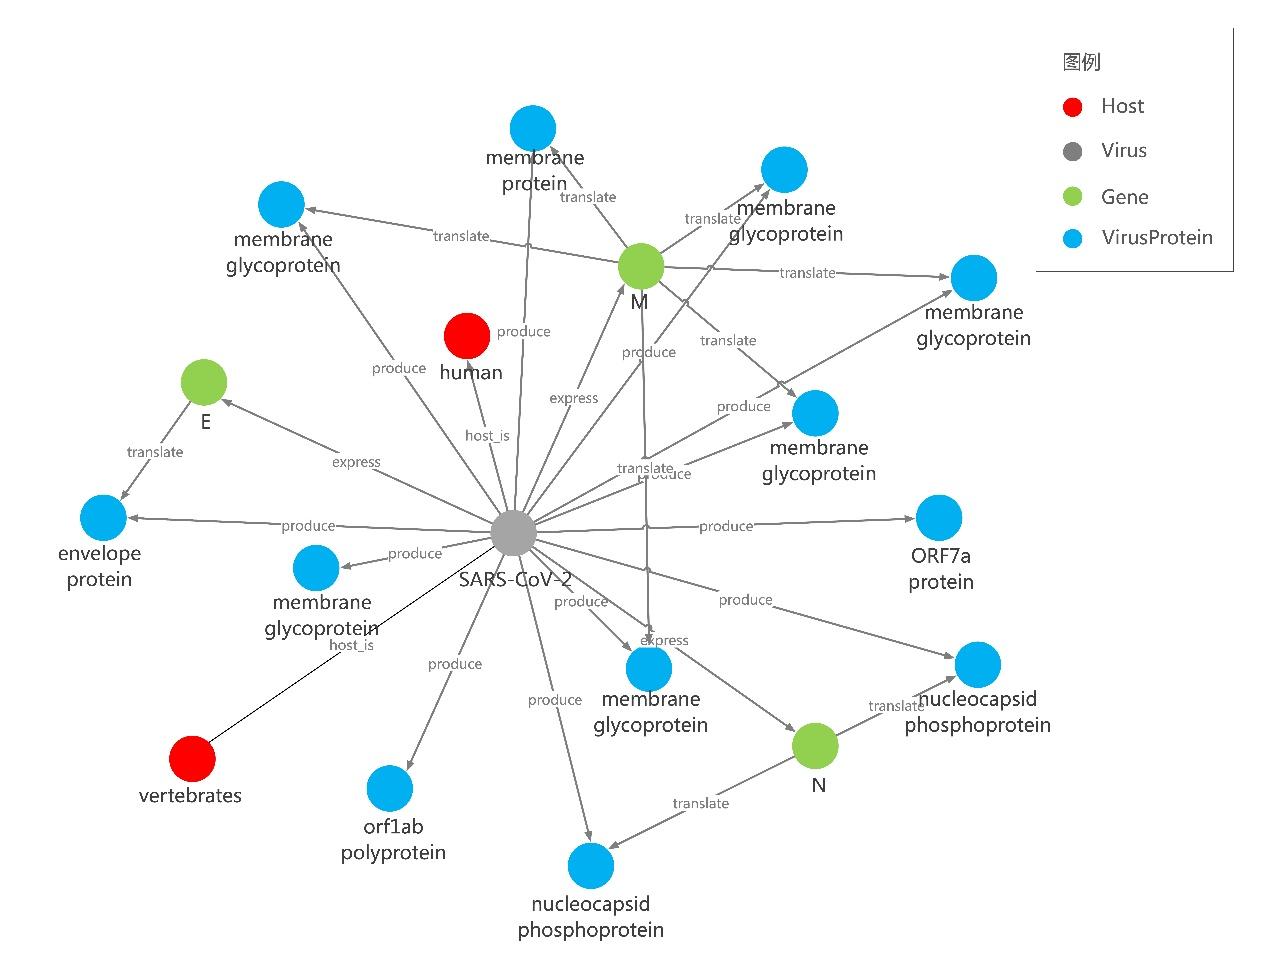 图例
Host
Virus
Gene
VirusProtein
membrane
protein
translate
membrane
glycoprotein
translate
membrane
glycoprotein
translate
translate
membrane
glycoprotein
M
produce
human
produce
translate
produce
express
produce
E
host_is
membrane
glycoprotein
translate
express
translate
produce
produce
produce
envelope
protein
produce
ORF7a
protein
SARS-CoV-2
membrane
glycoprotein
produce
produce
host_is
express
produce
membrane
glycoprotein
produce
nucleocapsid
phosphoprotein
translate
vertebrates
N
translate
orf1ab
polyprotein
nucleocapsid
phosphoprotein